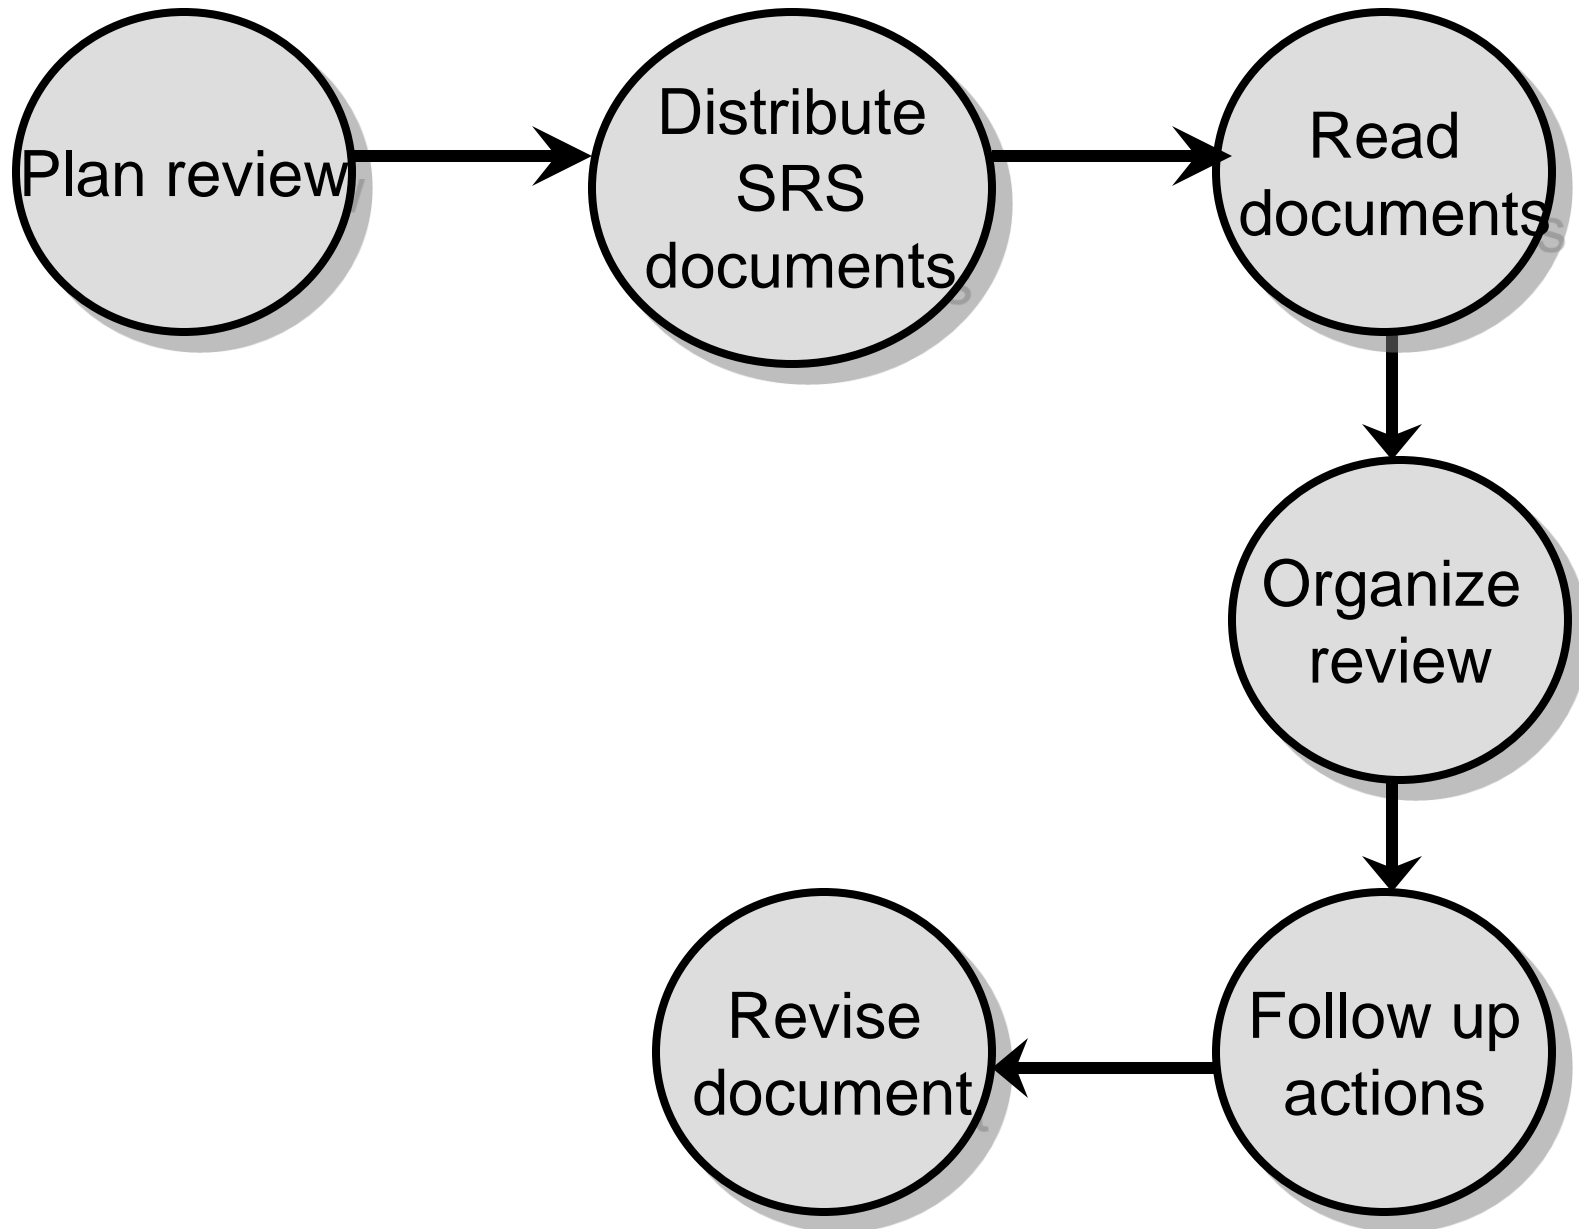 Plan review
Distribute
SRS
documents
Read
documents
Organize
review
Follow up
actions
Revise
document